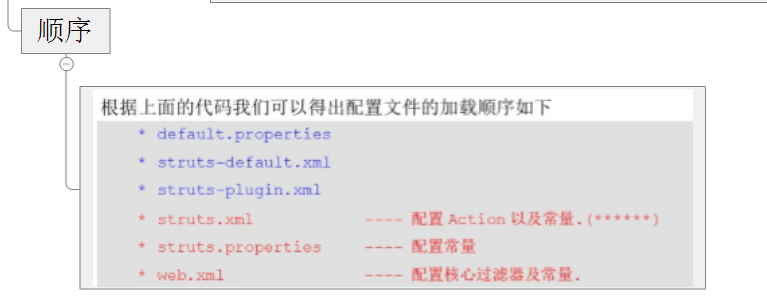 顺序
根据上面的代码我们可以得出配置文件的加载顺序如下
* default.properties
* struts-default.xml
* struts-plugin.xml
* struts.xml ---- 配置 Action 以及常量.(******)
* struts.properties ---- 配置常量
* web.xml ---- 配置核心过滤器及常量.